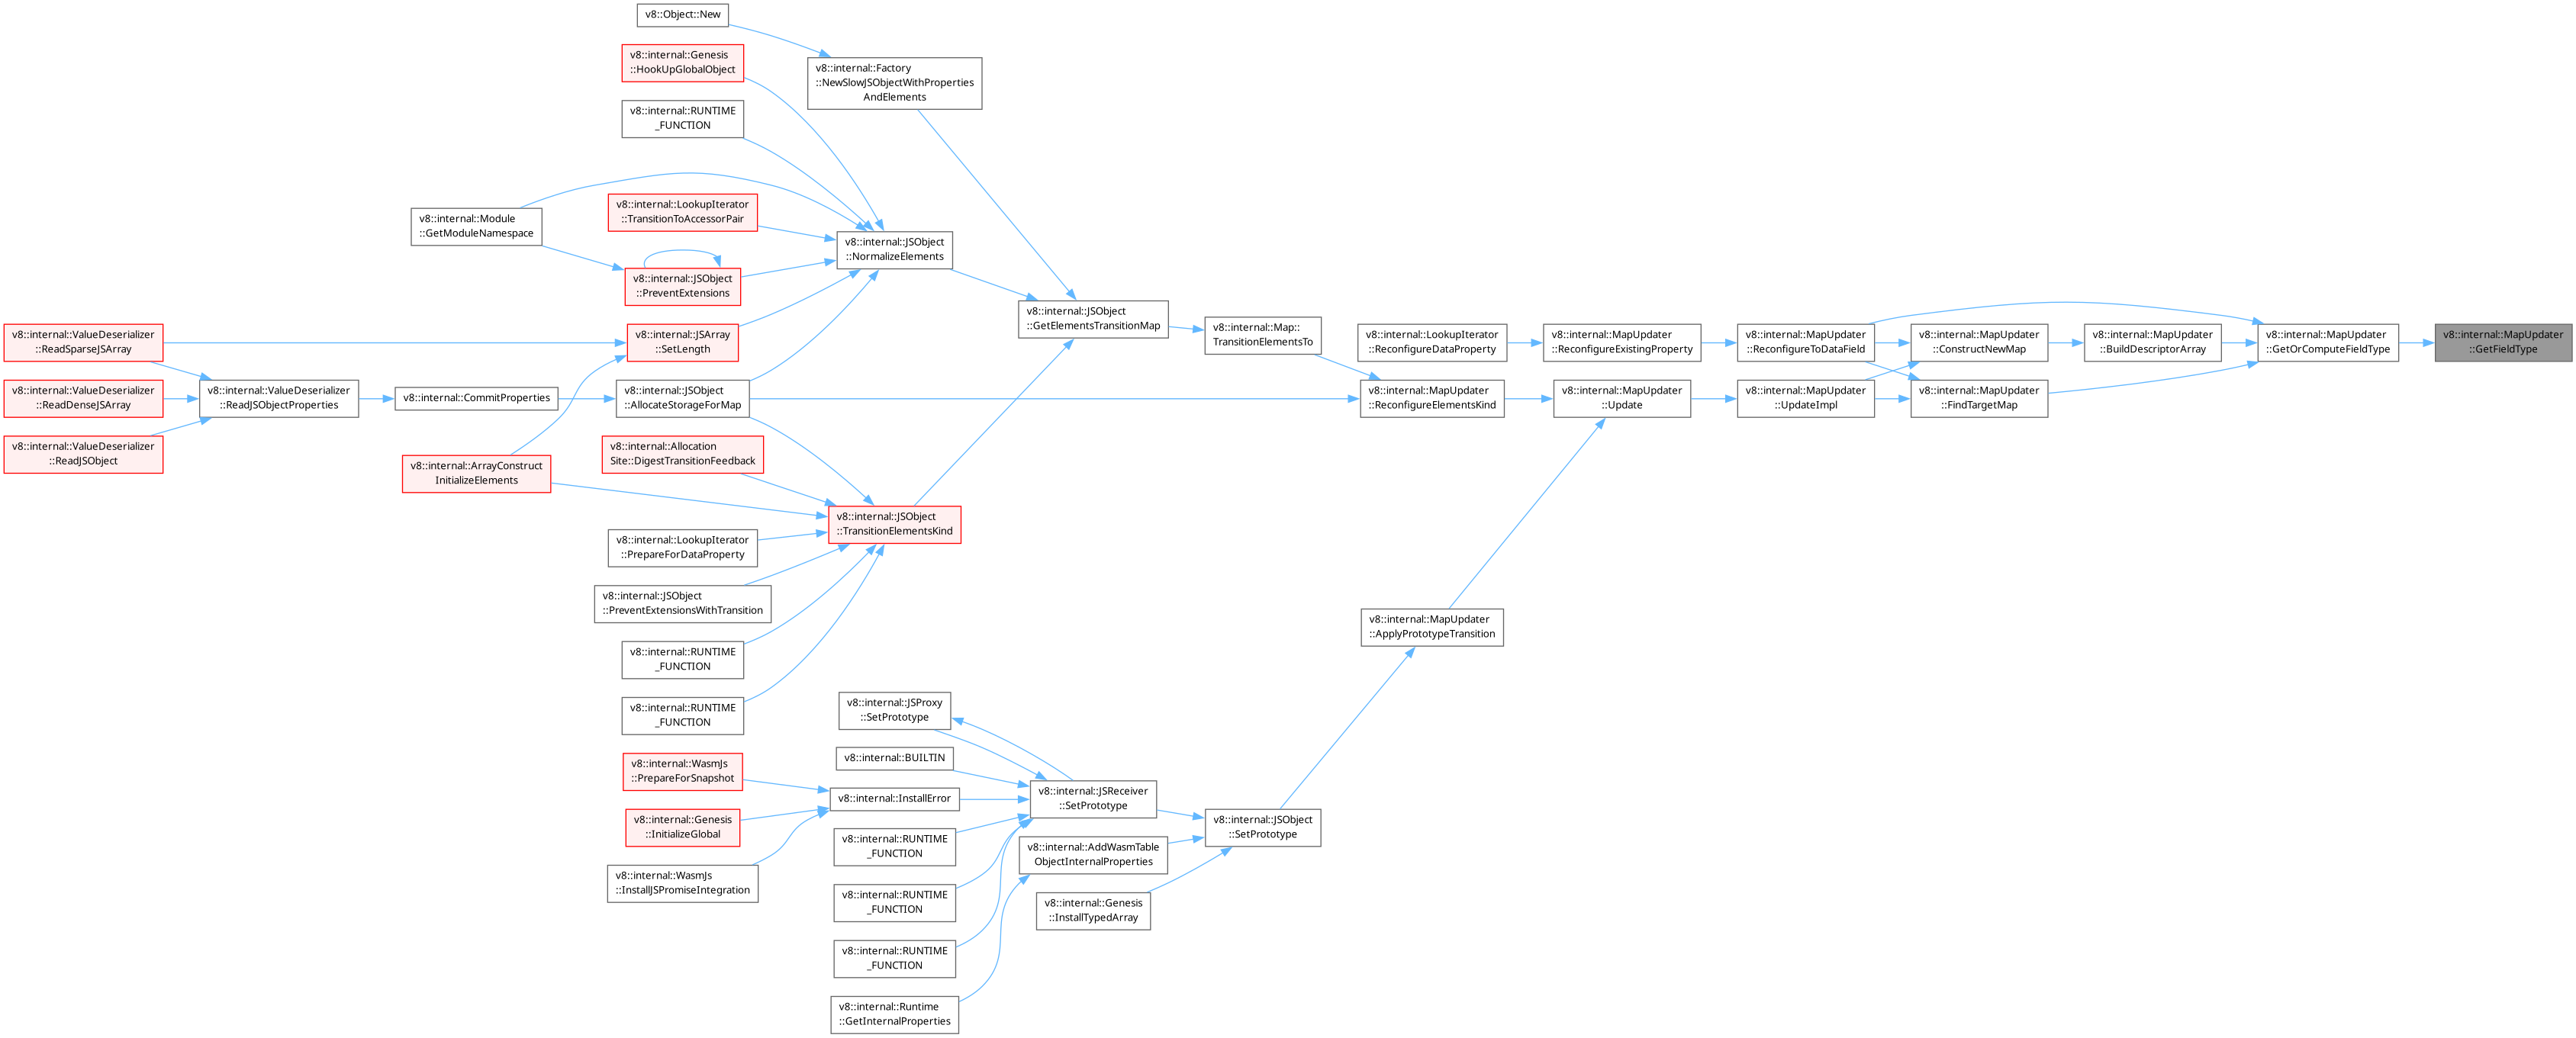 v8::Object::New
v8::internal::Genesis
::HookUpGlobalObject
v8::internal::Factory
::NewSlowJSObjectWithProperties
AndElements
v8::internal::RUNTIME
_FUNCTION
v8::internal::LookupIterator
::TransitionToAccessorPair
v8::internal::Module
::GetModuleNamespace
v8::internal::JSObject
::NormalizeElements
v8::internal::JSObject
::PreventExtensions
v8::internal::JSObject
::GetElementsTransitionMap
v8::internal::Map::
TransitionElementsTo
v8::internal::ValueDeserializer
::ReadSparseJSArray
v8::internal::JSArray
::SetLength
v8::internal::LookupIterator
::ReconfigureDataProperty
v8::internal::MapUpdater
::ReconfigureExistingProperty
v8::internal::MapUpdater
::ReconfigureToDataField
v8::internal::MapUpdater
::ConstructNewMap
v8::internal::MapUpdater
::BuildDescriptorArray
v8::internal::MapUpdater
::GetOrComputeFieldType
v8::internal::MapUpdater
::GetFieldType
v8::internal::ValueDeserializer
::ReadDenseJSArray
v8::internal::ValueDeserializer
::ReadJSObjectProperties
v8::internal::CommitProperties
v8::internal::JSObject
::AllocateStorageForMap
v8::internal::MapUpdater
::ReconfigureElementsKind
v8::internal::MapUpdater
::Update
v8::internal::MapUpdater
::UpdateImpl
v8::internal::MapUpdater
::FindTargetMap
v8::internal::ValueDeserializer
::ReadJSObject
v8::internal::ArrayConstruct
InitializeElements
v8::internal::Allocation
Site::DigestTransitionFeedback
v8::internal::JSObject
::TransitionElementsKind
v8::internal::LookupIterator
::PrepareForDataProperty
v8::internal::JSObject
::PreventExtensionsWithTransition
v8::internal::RUNTIME
_FUNCTION
v8::internal::MapUpdater
::ApplyPrototypeTransition
v8::internal::RUNTIME
_FUNCTION
v8::internal::JSProxy
::SetPrototype
v8::internal::BUILTIN
v8::internal::WasmJs
::PrepareForSnapshot
v8::internal::InstallError
v8::internal::JSReceiver
::SetPrototype
v8::internal::Genesis
::InitializeGlobal
v8::internal::JSObject
::SetPrototype
v8::internal::RUNTIME
_FUNCTION
v8::internal::AddWasmTable
ObjectInternalProperties
v8::internal::WasmJs
::InstallJSPromiseIntegration
v8::internal::RUNTIME
_FUNCTION
v8::internal::Genesis
::InstallTypedArray
v8::internal::RUNTIME
_FUNCTION
v8::internal::Runtime
::GetInternalProperties